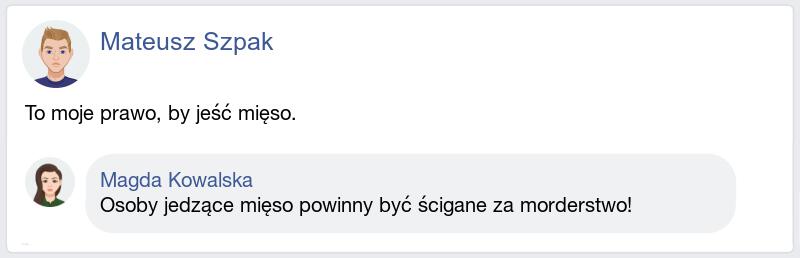 Mateusz Szpak
To moje prawo, by jeść mięso.
Magda Kowalska
Osoby jedzące mięso powinny być ścigane za morderstwo!